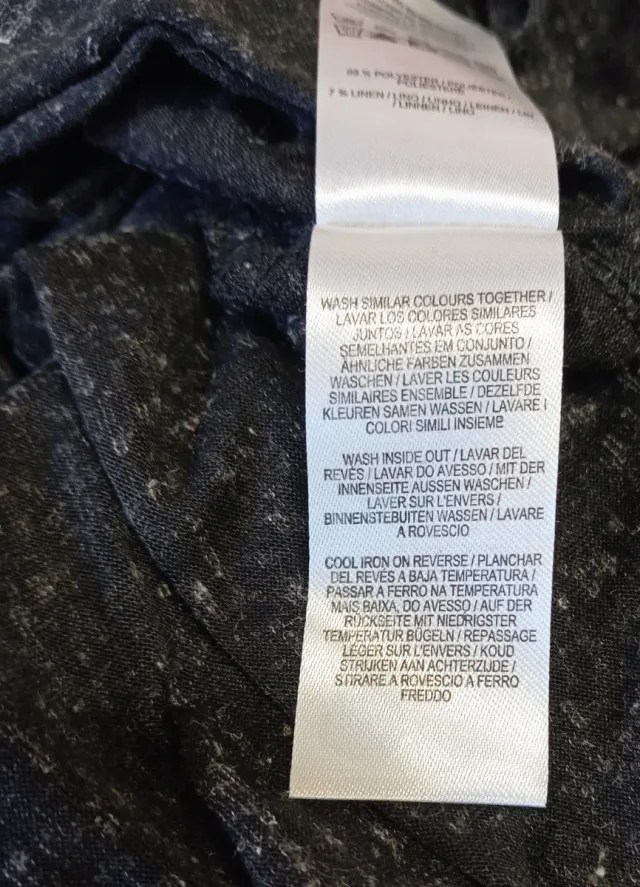 93 % POLYESTER / POLIÉSTER /
POLIESTERE
7 % LINEN / LINO / LINHO / LEINEN / LIN
/ LINNEN / LINO
WASH SIMILAR COLOURS TOGETHER /
LAVAR LOS COLORES SIMILARES
JUNTOS / LAVAR AS CORES
SEMELHANTES EM CONJUNTO /
ÄHNLICHE FARBEN ZUSAMMEN
WASCHEN / LAVER LES COULEURS
SIMILAIRES ENSEMBLE / DEZELFDE
KLEUREN SAMEN WASSEN / LAVARE I
COLORI SIMILI INSIEME
WASH INSIDE OUT / LAVAR DEL
REVÉS / LAVAR DO AVESSO / MIT DER
INNENSEITE AUSSEN WASCHEN /
LAVER SUR L'ENVERS /
BINNENSTEBUITEN WASSEN / LAVARE
A ROVESCIO
COOL IRON ON REVERSE / PLANCHAR
DEL REVÉS A BAJA TEMPERATURA /
PASSAR A FERRO NA TEMPERATURA
MAIS BAIXA, DO AVESSO / AUF DER
RÜCKSEITE MIT NIEDRIGSTER
TEMPERATUR BÜGELN / REPASSAGE
LÉGER SUR L'ENVERS / KOUD
STRIJKEN AAN ACHTERZIJDE /
STIRARE A ROVESCIO A FERRO
FREDDO